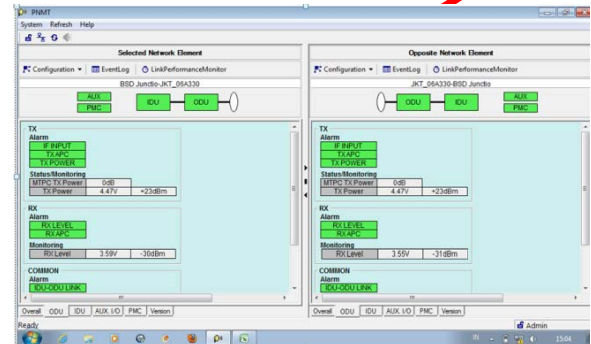 PNMT
System Refresh Help
Selected Network Element
Configuration EventLog LinkPerformanceMonitor
BSD Junctio-JKT_06A330
AUX
PMC
IDU
ODU
TX
Alarm
IF INPUT
TX APC
TX POWER
Status/Monitoring
MTPC TX Power 0dB
TX Power 4.47V +23dBm
RX
Alarm
RX LEVEL
RX APC
Monitoring
RX Level 3.59V -30dBm
COMMON
Alarm
IDU-ODU LINK
Overall ODU IDU AUX. I/O PMC Version
Opposite Network Element
Configuration EventLog LinkPerformanceMonitor
JKT_06A330-BSD Junctio
ODU
IDU
AUX
PMC
TX
Alarm
IF INPUT
TX APC
TX POWER
Status/Monitoring
MTPC TX Power 0dB
TX Power 4.47V +23dBm
RX
Alarm
RX LEVEL
RX APC
Monitoring
RX Level 3.55V -31dBm
COMMON
Alarm
IDU-ODU LINK
Overall ODU IDU AUX. I/O PMC Version
Ready
Admin
IN
15:04